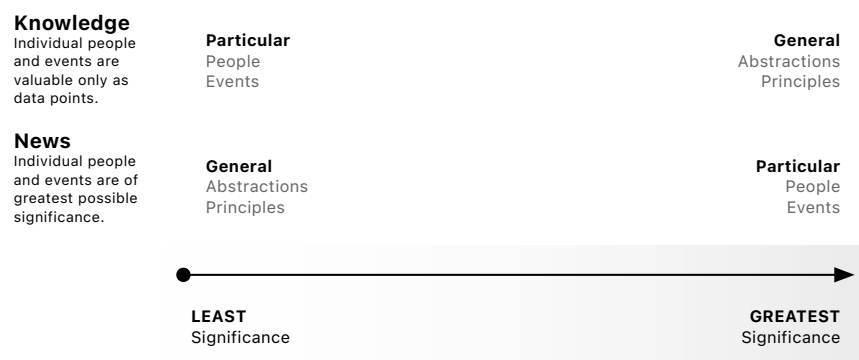 Knowledge
Individual people
and events are
valuable only as
data points.
Particular
People
Events
General
Abstractions
Principles
News
Individual people
and events are of
greatest possible
significance.
General
Abstractions
Principles
Particular
People
Events
LEAST
Significance
GREATEST
Significance